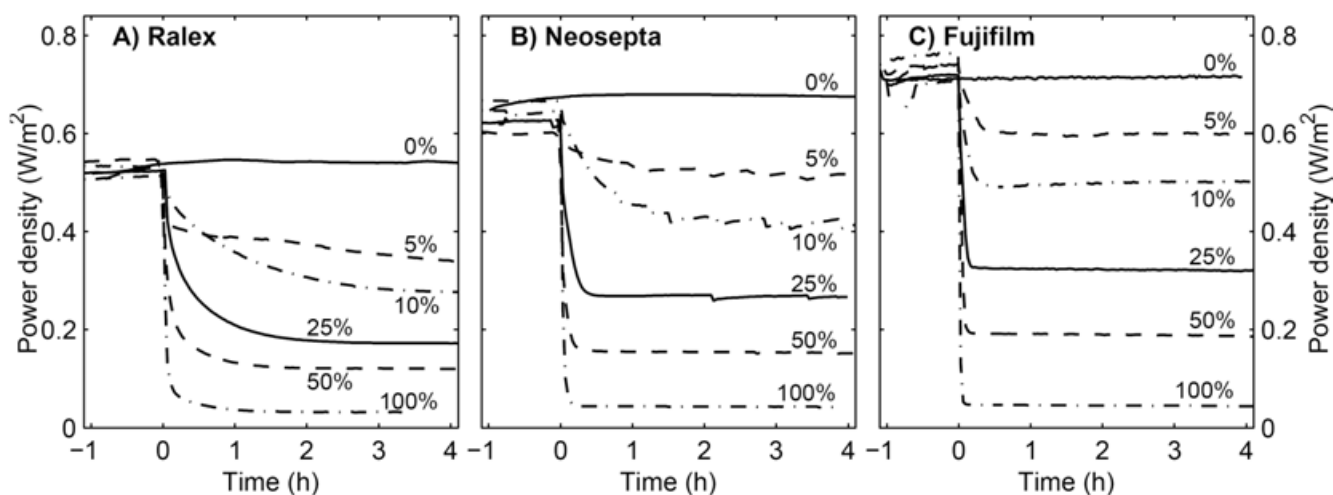 A) Ralex
0.8
0.6
0.4
0.2
0
Power density (W/m²)
0%
5%
10%
25%
50%
100%
−1 0 1 2 3 4
Time (h)
B) Neosepta
0%
5%
10%
25%
50%
100%
−1 0 1 2 3 4
Time (h)
C) Fujifilm
0%
5%
10%
25%
50%
100%
−1 0 1 2 3 4
Time (h)
0.8
0.6
0.4
0.2
0
Power density (W/m²)